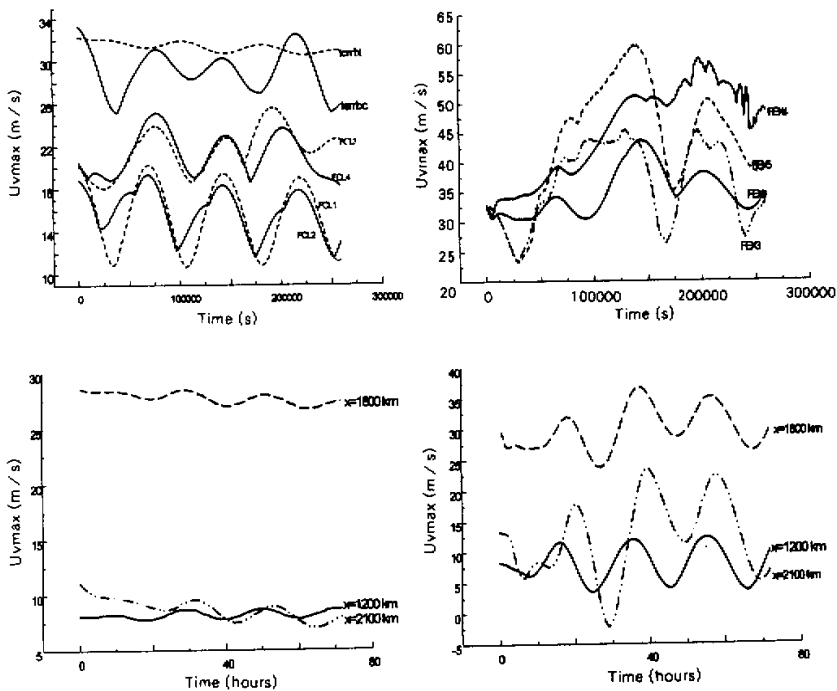 34
30
26
22
18
14
10
Uvmax (m / s)
terrbc
FCL4
FCL1
FCL2
0
100000
200000
300000
Time (s)
65
60
55
50
45
40
35
30
25
20
Uvmax (m / s)
0
100000
200000
300000
Time (s)
30
25
20
15
10
5
Uvmax (m / s)
x=1800 km
x=1200 km
x=2100 km
0
40
80
Time (hours)
40
35
30
25
20
15
10
5
0
-5
Uvmax (m / s)
x=1800 km
x=1200 km
x=2100 km
0
40
80
Time (hours)